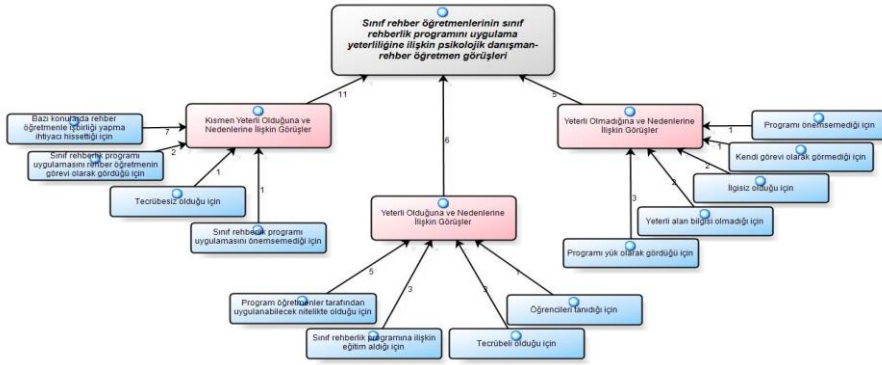 Sınıf rehber öğretmenlerinin sınıf
rehberlik programını uygulama
yeterliliğine ilişkin psikolojik danışman-
rehber öğretmen görüşleri
11
6
5
Kısmen Yeterli Olduğuna ve
Nedenlerine İlişkin Görüşler
Bazı konularda rehber
öğretmenle işbirliği yapma
ihtiyacı hissettiği için
7
Sınıf rehberlik programı
uygulamasını rehber öğretmenin
görevi olarak gördüğü için
2
Tecrübesiz olduğu için
1
Sınıf rehberlik programı
uygulamasını önemsemediği için
1
Yeterli Olduğuna ve Nedenlerine
İlişkin Görüşler
Program öğretmenler tarafından
uygulanabilecek nitelikte olduğu için
5
Sınıf rehberlik programına ilişkin
eğitim aldığı için
3
Tecrübeli olduğu için
3
Öğrencileri tanıdığı için
1
Yeterli Olmadığına ve Nedenlerine
İlişkin Görüşler
Programı önemsemediği için
1
Kendi görevi olarak görmediği için
1
İlgisiz olduğu için
2
Yeterli alan bilgisi olmadığı için
2
Programı yük olarak gördüğü için
3